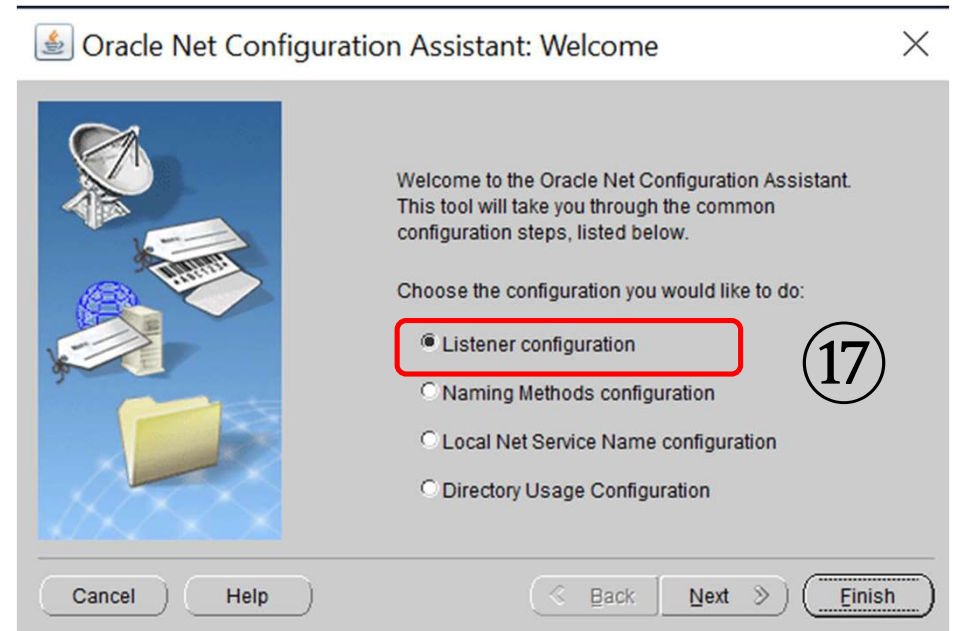 Oracle Net Configuration Assistant: Welcome
Welcome to the Oracle Net Configuration Assistant.
This tool will take you through the common
configuration steps, listed below.
Choose the configuration you would like to do:
Listener configuration
⑰
Naming Methods configuration
Local Net Service Name configuration
Directory Usage Configuration
Cancel Help Back Next Finish